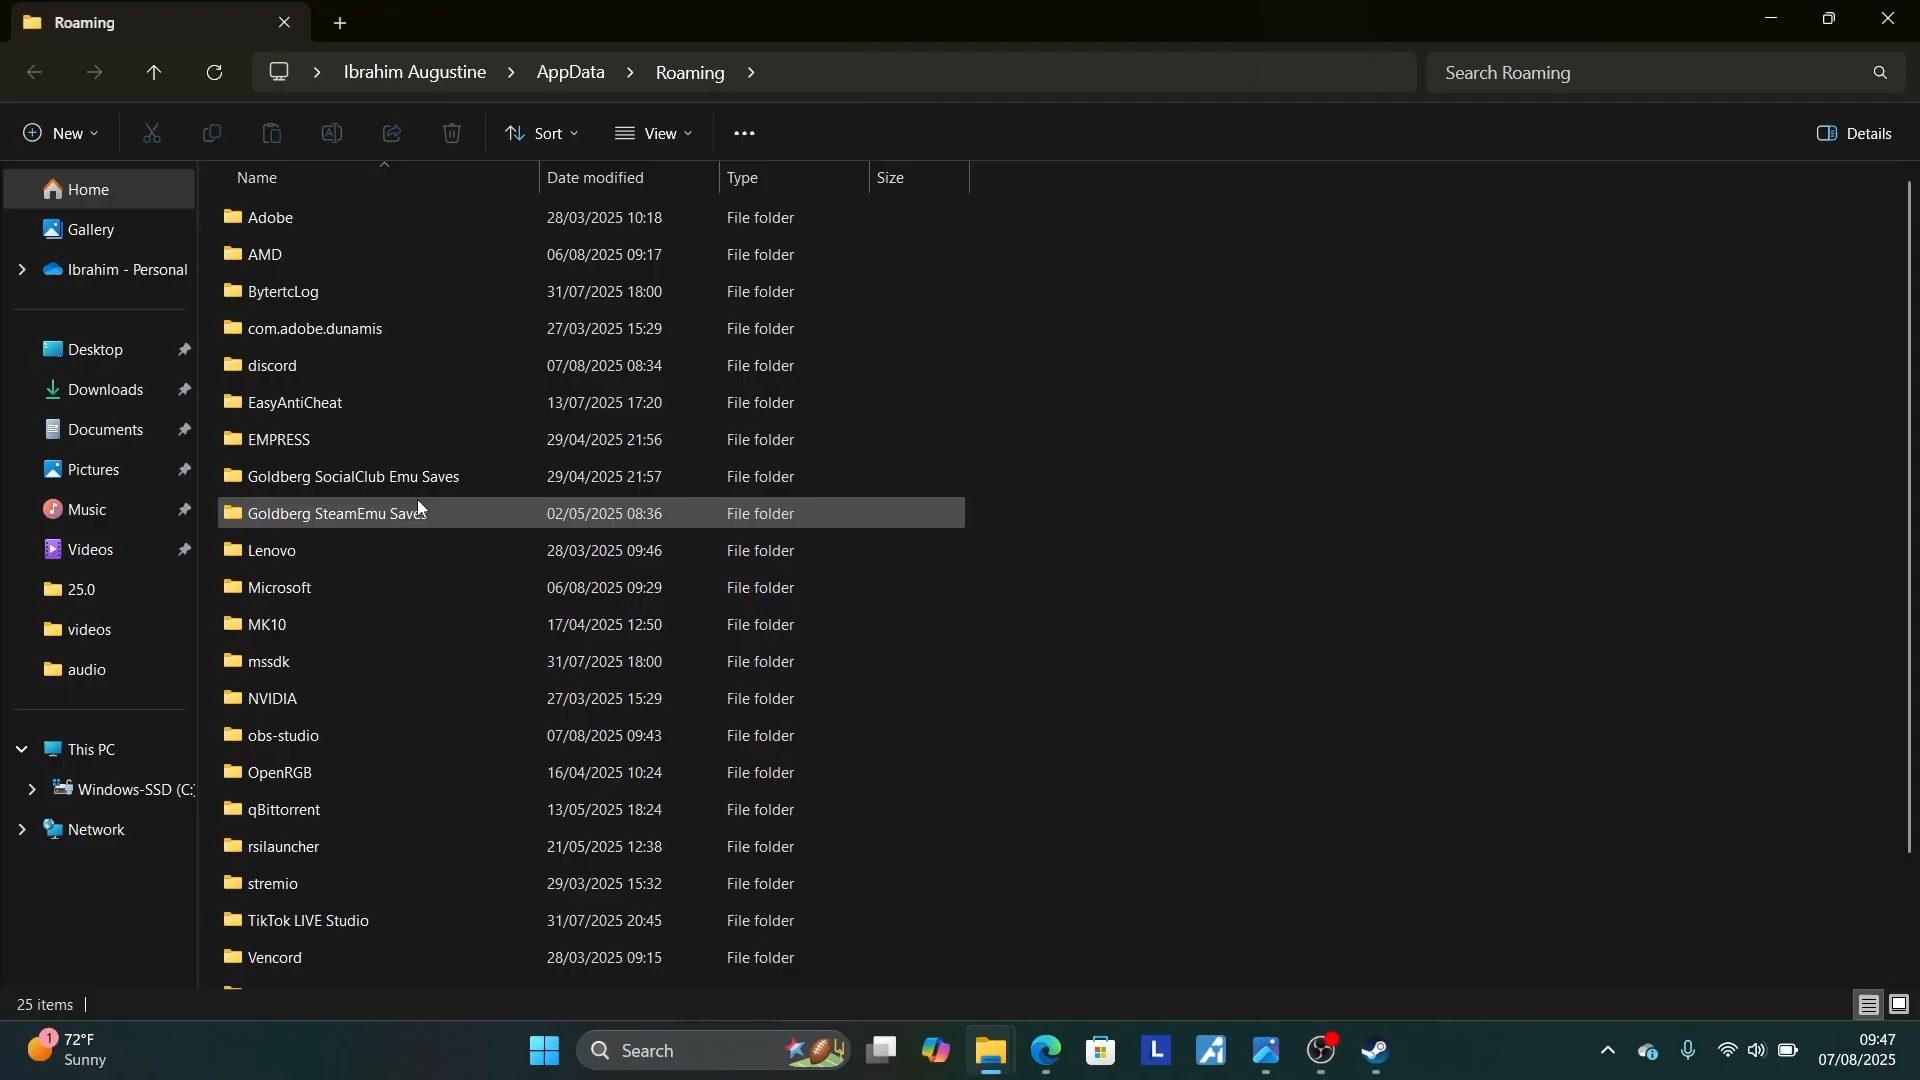 Roaming
Ibrahim Augustine > AppData > Roaming >
Search Roaming
New
Sort
View
Details
Home
Gallery
Ibrahim - Personal
Desktop
Downloads
Documents
Pictures
Music
Videos
25.0
videos
audio
This PC
Windows-SSD (C:)
Network
Name Date modified Type Size
Adobe 28/03/2025 10:18 File folder
AMD 06/08/2025 09:17 File folder
BytertcLog 31/07/2025 18:00 File folder
com.adobe.dunamis 27/03/2025 15:29 File folder
discord 07/08/2025 08:34 File folder
EasyAntiCheat 13/07/2025 17:20 File folder
EMPRESS 29/04/2025 21:56 File folder
Goldberg SocialClub Emu Saves 29/04/2025 21:57 File folder
Goldberg SteamEmu Saves 02/05/2025 08:36 File folder
Lenovo 28/03/2025 09:46 File folder
Microsoft 06/08/2025 09:29 File folder
MK10 17/04/2025 12:50 File folder
mssdk 31/07/2025 18:00 File folder
NVIDIA 27/03/2025 15:29 File folder
obs-studio 07/08/2025 09:43 File folder
OpenRGB 16/04/2025 10:24 File folder
qBittorrent 13/05/2025 18:24 File folder
rsilauncher 21/05/2025 12:38 File folder
stremio 29/03/2025 15:32 File folder
TikTok LIVE Studio 31/07/2025 20:45 File folder
Vencord 28/03/2025 09:15 File folder
25 items
1
72°F
Sunny
Search
L
09:47
07/08/2025